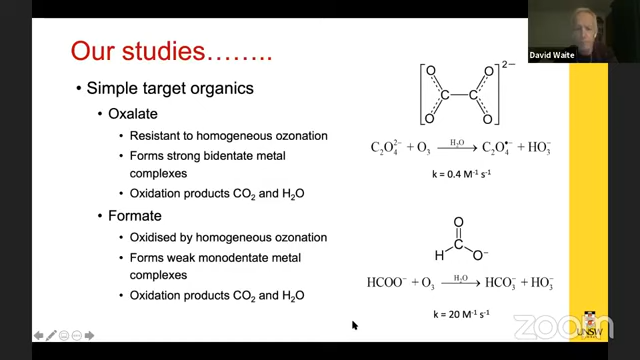 David Waite
Our studies……..
• Simple target organics
• Oxalate
• Resistant to homogeneous ozonation
• Forms strong bidentate metal
complexes
• Oxidation products CO₂ and H₂O
• Formate
• Oxidised by homogeneous ozonation
• Forms weak monodentate metal
complexes
• Oxidation products CO₂ and H₂O
2−
O O
C C
O O
C₂O₄²⁻ + O₃ —H₂O→ C₂O₄•⁻ + HO₃⁻
k = 0.4 M⁻¹ s⁻¹
O
C
H O⁻
HCOO⁻ + O₃ —H₂O→ HCO₃⁻ + HO₃⁻
k = 20 M⁻¹ s⁻¹
UNSW
zoom